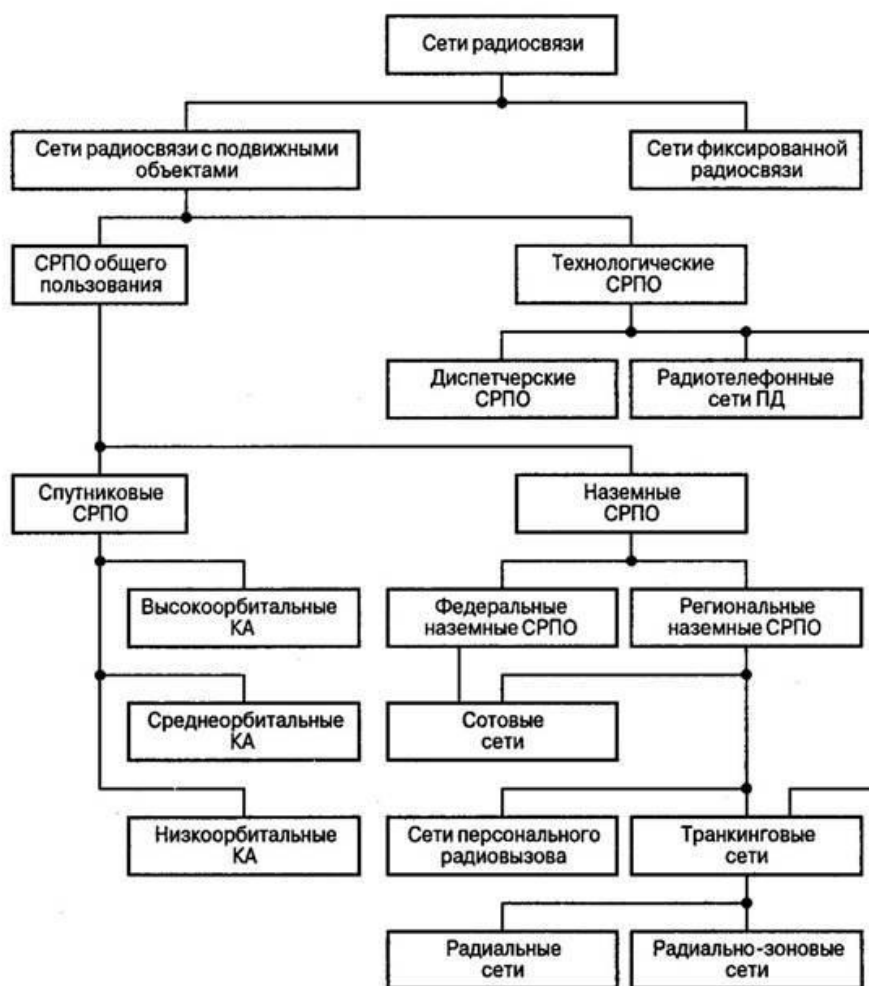 Сети радиосвязи
Сети радиосвязи с подвижными
объектами
Сети фиксированной
радиосвязи
СРПО общего
пользования
Технологические
СРПО
Диспетчерские
СРПО
Радиотелефонные
сети ПД
Спутниковые
СРПО
Наземные
СРПО
Высокоорбитальные
КА
Федеральные
наземные СРПО
Региональные
наземные СРПО
Среднеорбитальные
КА
Сотовые
сети
Низкоорбитальные
КА
Сети персонального
радиовызова
Транкинговые
сети
Радиальные
сети
Радиально-зоновые
сети